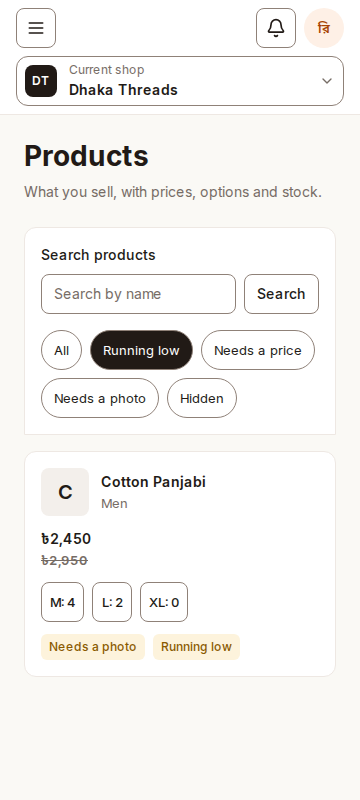 রি
DT
Current shop
Dhaka Threads
Products
What you sell, with prices, options and stock.
Search products
Search by name
Search
All
Running low
Needs a price
Needs a photo
Hidden
C
Cotton Panjabi
Men
৳2,450
৳2,950
M: 4
L: 2
XL: 0
Needs a photo
Running low